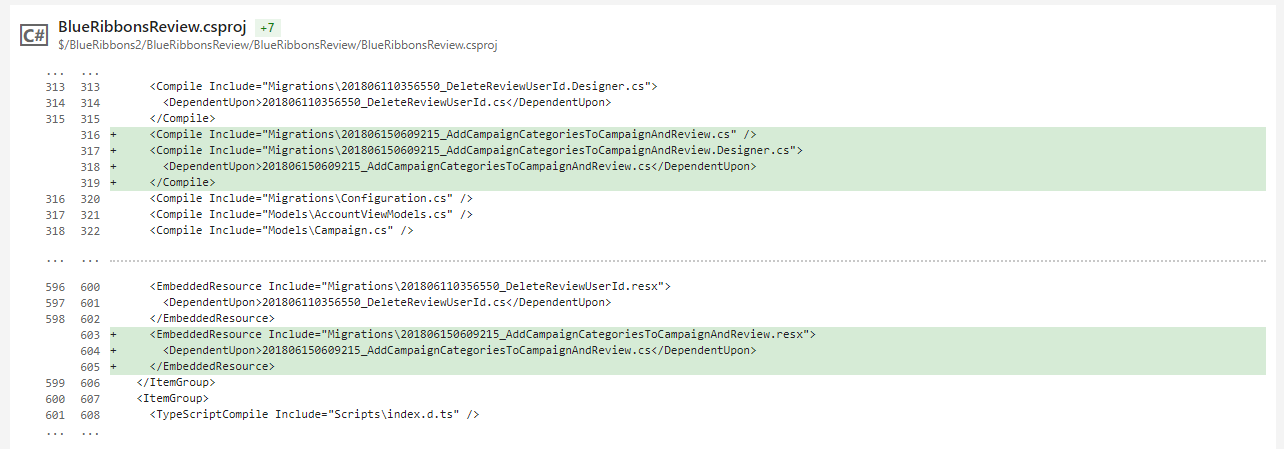 C# BlueRibbonsReview.csproj +7
$/BlueRibbons2/BlueRibbonsReview/BlueRibbonsReview/BlueRibbonsReview.csproj
... ...
313 313 <Compile Include="Migrations\201806110356550_DeleteReviewUserId.Designer.cs">
314 314 <DependentUpon>201806110356550_DeleteReviewUserId.cs</DependentUpon>
315 315 </Compile>
316 + <Compile Include="Migrations\201806150609215_AddCampaignCategoriesToCampaignAndReview.cs" />
317 + <Compile Include="Migrations\201806150609215_AddCampaignCategoriesToCampaignAndReview.Designer.cs">
318 + <DependentUpon>201806150609215_AddCampaignCategoriesToCampaignAndReview.cs</DependentUpon>
319 + </Compile>
316 320 <Compile Include="Migrations\Configuration.cs" />
317 321 <Compile Include="Models\AccountViewModels.cs" />
318 322 <Compile Include="Models\Campaign.cs" />
... ...
596 600 <EmbeddedResource Include="Migrations\201806110356550_DeleteReviewUserId.resx">
597 601 <DependentUpon>201806110356550_DeleteReviewUserId.cs</DependentUpon>
598 602 </EmbeddedResource>
603 + <EmbeddedResource Include="Migrations\201806150609215_AddCampaignCategoriesToCampaignAndReview.resx">
604 + <DependentUpon>201806150609215_AddCampaignCategoriesToCampaignAndReview.cs</DependentUpon>
605 + </EmbeddedResource>
599 606 </ItemGroup>
600 607 <ItemGroup>
601 608 <TypeScriptCompile Include="Scripts\index.d.ts" />
... ...